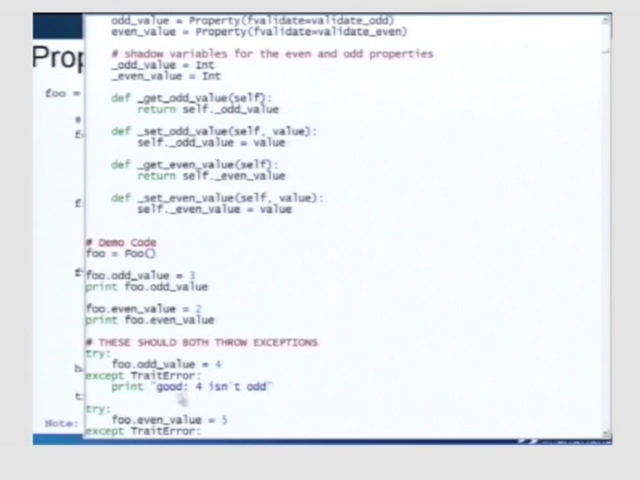 odd_value = Property(fvalidate=validate_odd)
even_value = Property(fvalidate=validate_even)
# shadow variables for the even and odd properties
_odd_value = Int
_even_value = Int
def _get_odd_value(self):
return self._odd_value
def _set_odd_value(self, value):
self._odd_value = value
def _get_even_value(self):
return self._even_value
def _set_even_value(self, value):
self._even_value = value
# Demo Code
foo = Foo()
foo.odd_value = 3
print foo.odd_value
foo.even_value = 2
print foo.even_value
# THESE SHOULD BOTH THROW EXCEPTIONS
try:
foo.odd_value = 4
except TraitError:
print "good: 4 isn't odd"
try:
foo.even_value = 5
except TraitError:
Prop
foo =
#
f
f
f
h
t
Note: